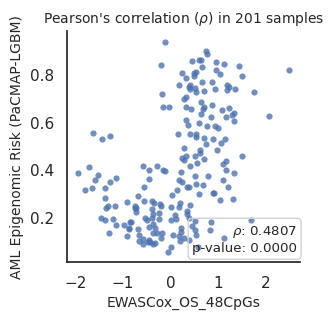 Pearson's correlation (ρ) in 201 samples
AML Epigenomic Risk (PaCMAP-LGBM)
0.8
0.6
0.4
0.2
ρ: 0.4807
p-value: 0.0000
−2 −1 0 1 2
EWASCox_OS_48CpGs